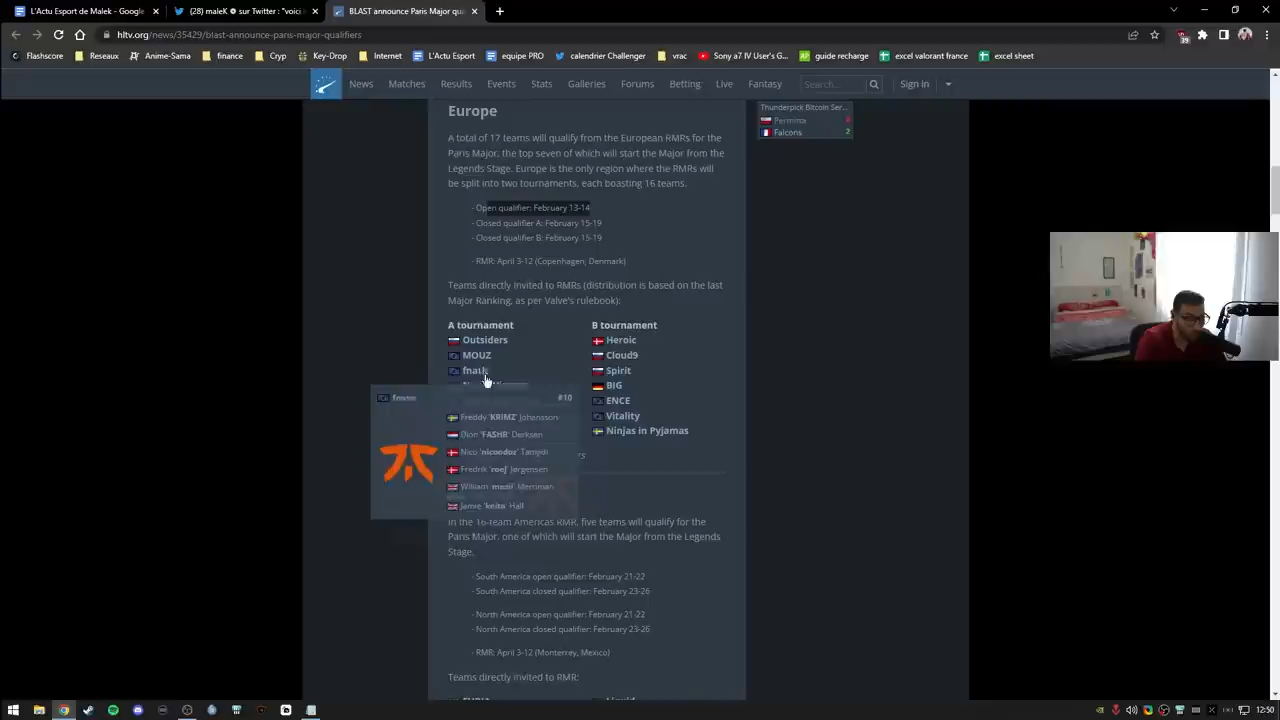 L'Actu Esport de Malek - Google
(28) malek sur Twitter : "voici
BLAST announce Paris Major qua
hltv.org/news/35429/blast-announce-paris-major-qualifiers
Flashscore
Reading
Anime-Sama
finance
Cryp
Key-Drop
Internet
L'Actu Esport
equipe PRO
calendrier Challenger
vrac
Sony a7 IV User's G...
guide recharge
excel valorant france
excel sheet
News
Matches
Results
Events
Stats
Galleries
Forums
Betting
Live
Fantasy
Search...
Sign in
Thunderpick Bitcoin Ser...
Falcons 2
Europe
A total of 17 teams will qualify from the European RMRs for the
Paris Major, the top seven of which will start the Major from the
Legends Stage. Europe is the only region where the RMRs will
be split into two tournaments, each boasting 16 teams.
- Open qualifier: February 13-14
- Closed qualifier A: February 15-19
- Closed qualifier B: February 15-19
- RMR: April 3-12 (Copenhagen, Denmark)
Teams directly invited to RMRs (distribution is based on the last
Major Ranking, as per Valve's rulebook):
A tournament
Outsiders
MOUZ
fnatic
B tournament
Heroic
Cloud9
Spirit
BIG
ENCE
Vitality
Ninjas in Pyjamas
fnatic
#10
Freddy 'KRIMZ' Johansson
Dion 'FASHR' Derksen
Nico 'nicoodoz' Tamjidi
Fredrik 'roej' Jørgensen
William 'mezii' Merriman
Jamie 'keita' Hall
In the 16-team Americas RMR, five teams will qualify for the
Paris Major, one of which will start the Major from the Legends
Stage.
- South America open qualifier: February 21-22
- South America closed qualifier: February 23-26
- North America open qualifier: February 21-22
- North America closed qualifier: February 23-26
- RMR: April 3-12 (Monterrey, Mexico)
Teams directly invited to RMR:
12:50